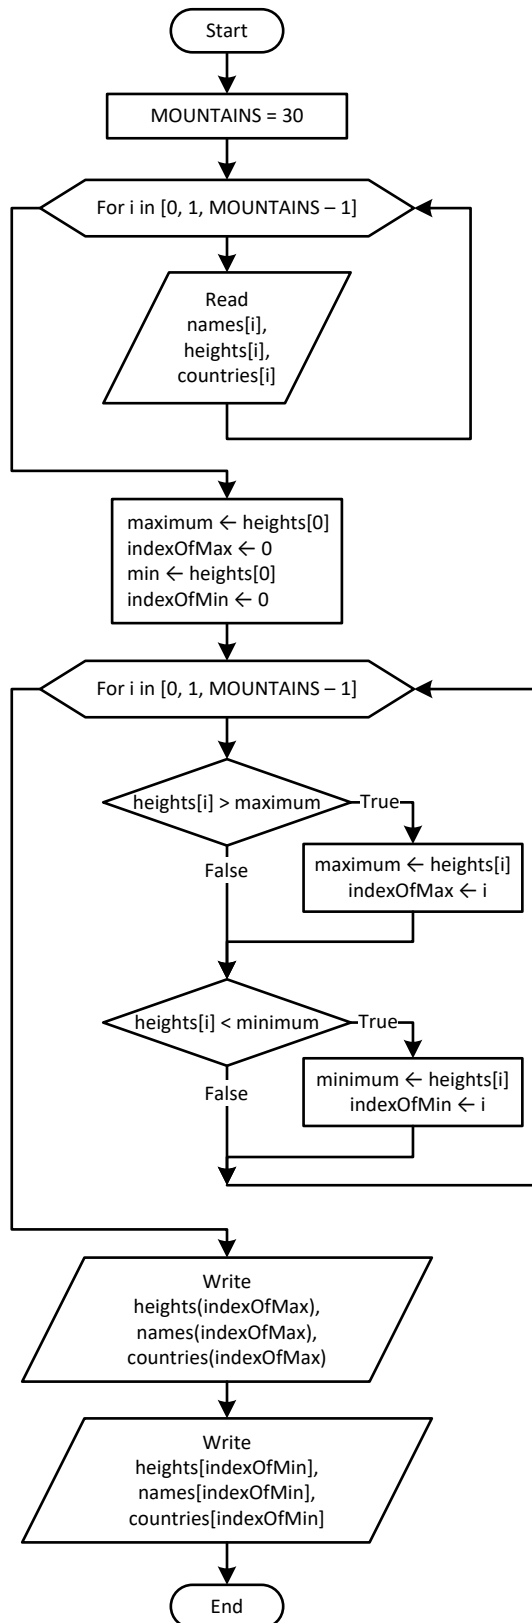 Start
MOUNTAINS = 30
For i in [0, 1, MOUNTAINS – 1]
Read
names[i],
heights[i],
countries[i]
maximum ← heights[0]
indexOfMax ← 0
min ← heights[0]
indexOfMin ← 0
For i in [0, 1, MOUNTAINS – 1]
heights[i] > maximum
True
maximum ← heights[i]
indexOfMax ← i
False
heights[i] < minimum
True
minimum ← heights[i]
indexOfMin ← i
False
Write
heights(indexOfMax),
names(indexOfMax),
countries(indexOfMax)
Write
heights[indexOfMin],
names[indexOfMin],
countries[indexOfMin]
End